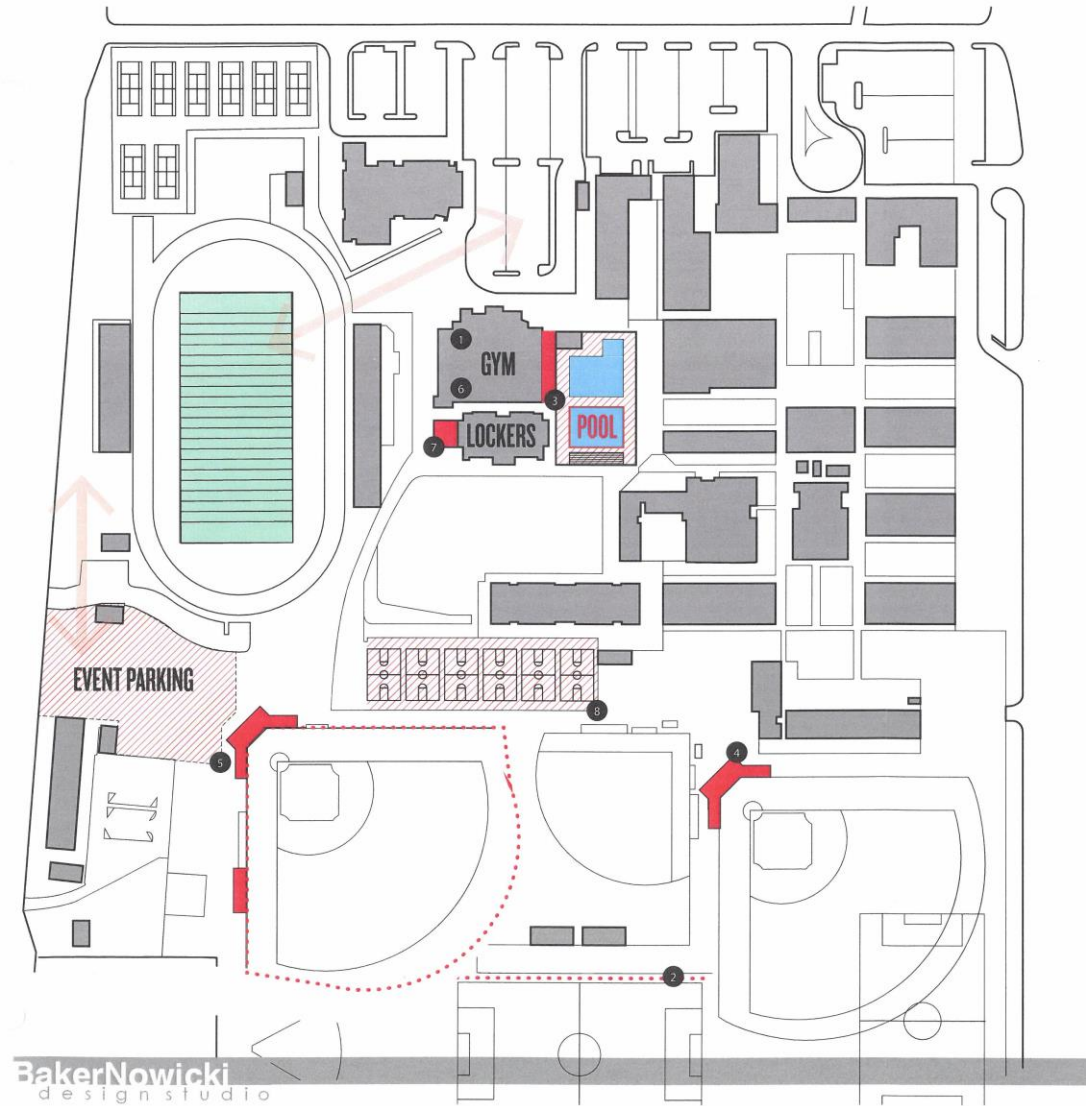 1
GYM
6
3
POOL
7
LOCKERS
EVENT PARKING
8
5
4
2
BakerNowicki
design studio